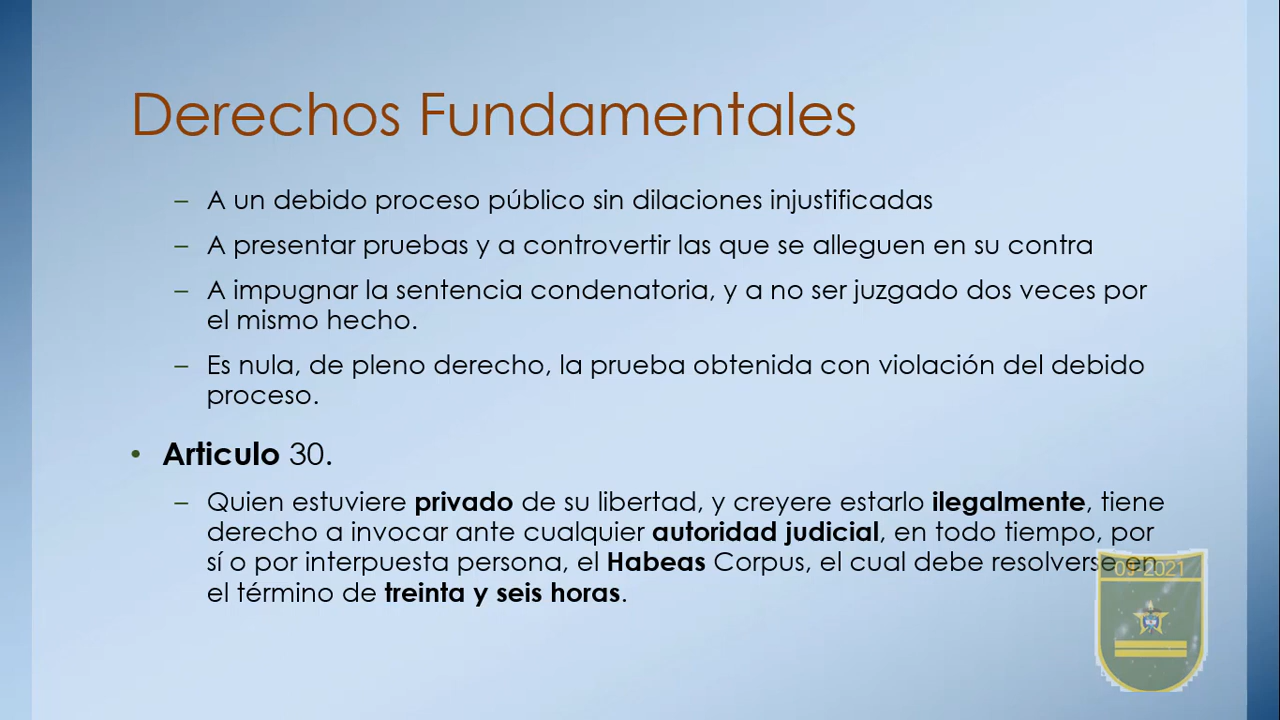 Derechos Fundamentales
– A un debido proceso público sin dilaciones injustificadas
– A presentar pruebas y a controvertir las que se alleguen en su contra
– A impugnar la sentencia condenatoria, y a no ser juzgado dos veces por
el mismo hecho.
– Es nula, de pleno derecho, la prueba obtenida con violación del debido
proceso.
• Articulo 30.
– Quien estuviere privado de su libertad, y creyere estarlo ilegalmente, tiene
derecho a invocar ante cualquier autoridad judicial, en todo tiempo, por
sí o por interpuesta persona, el Habeas Corpus, el cual debe resolverse en
el término de treinta y seis horas.
09-2021